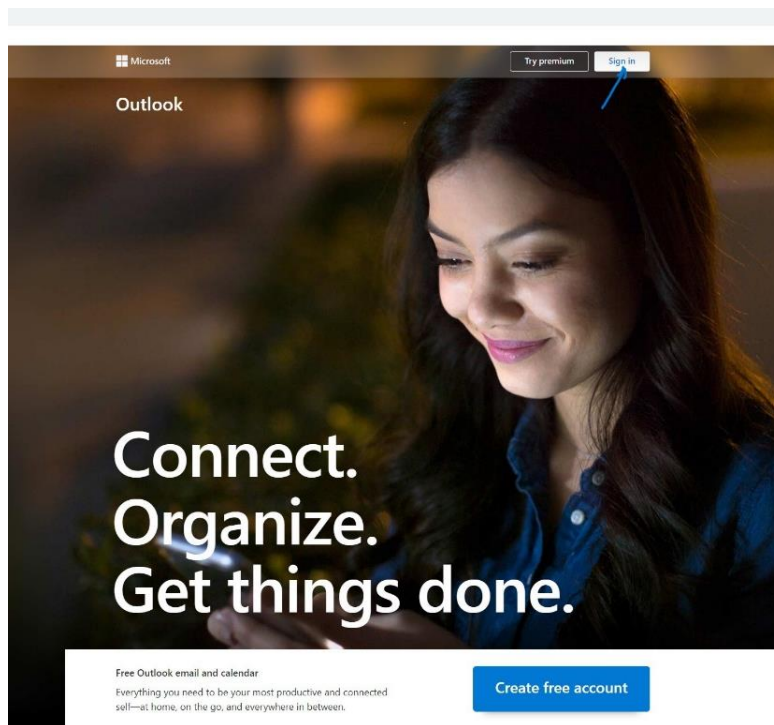 Microsoft
Try premium
Sign in
Outlook
Connect.
Organize.
Get things done.
Free Outlook email and calendar
Everything you need to be your most productive and connected
self—at home, on the go, and everywhere in between.
Create free account